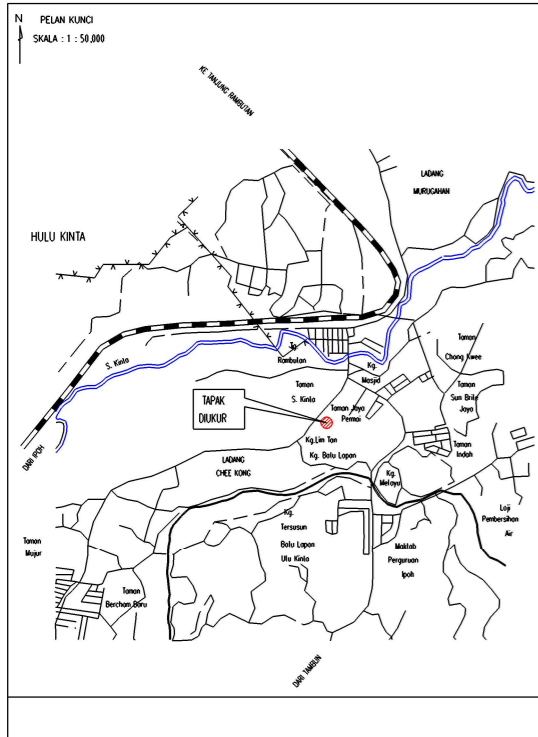 N
PELAN KUNCI
SKALA : 1 : 50,000
KE TANJUNG RAMBUTAN
LADANG
MURUGAHAN
HULU KINTA
S. Kinta
Tg.
Rambutan
Kg.
Masjid
Taman
Chong Kwee
Taman
S. Kinta
Taman
Sun Brite
Jaya
TAPAK
DIUKUR
Taman Jaya
Permai
Kg.Lim Tan
Kg. Batu Lapan
Taman
Indah
DARI IPOH
LADANG
CHEE KONG
Kg.
Melayu
Kg.
Tersusun
Batu Lapan
Ulu Kinta
Loji
Pembersihan
Air
Taman
Mujur
Maktab
Perguruan
Ipoh
Taman
Bercham Baru
DARI TAMBUN